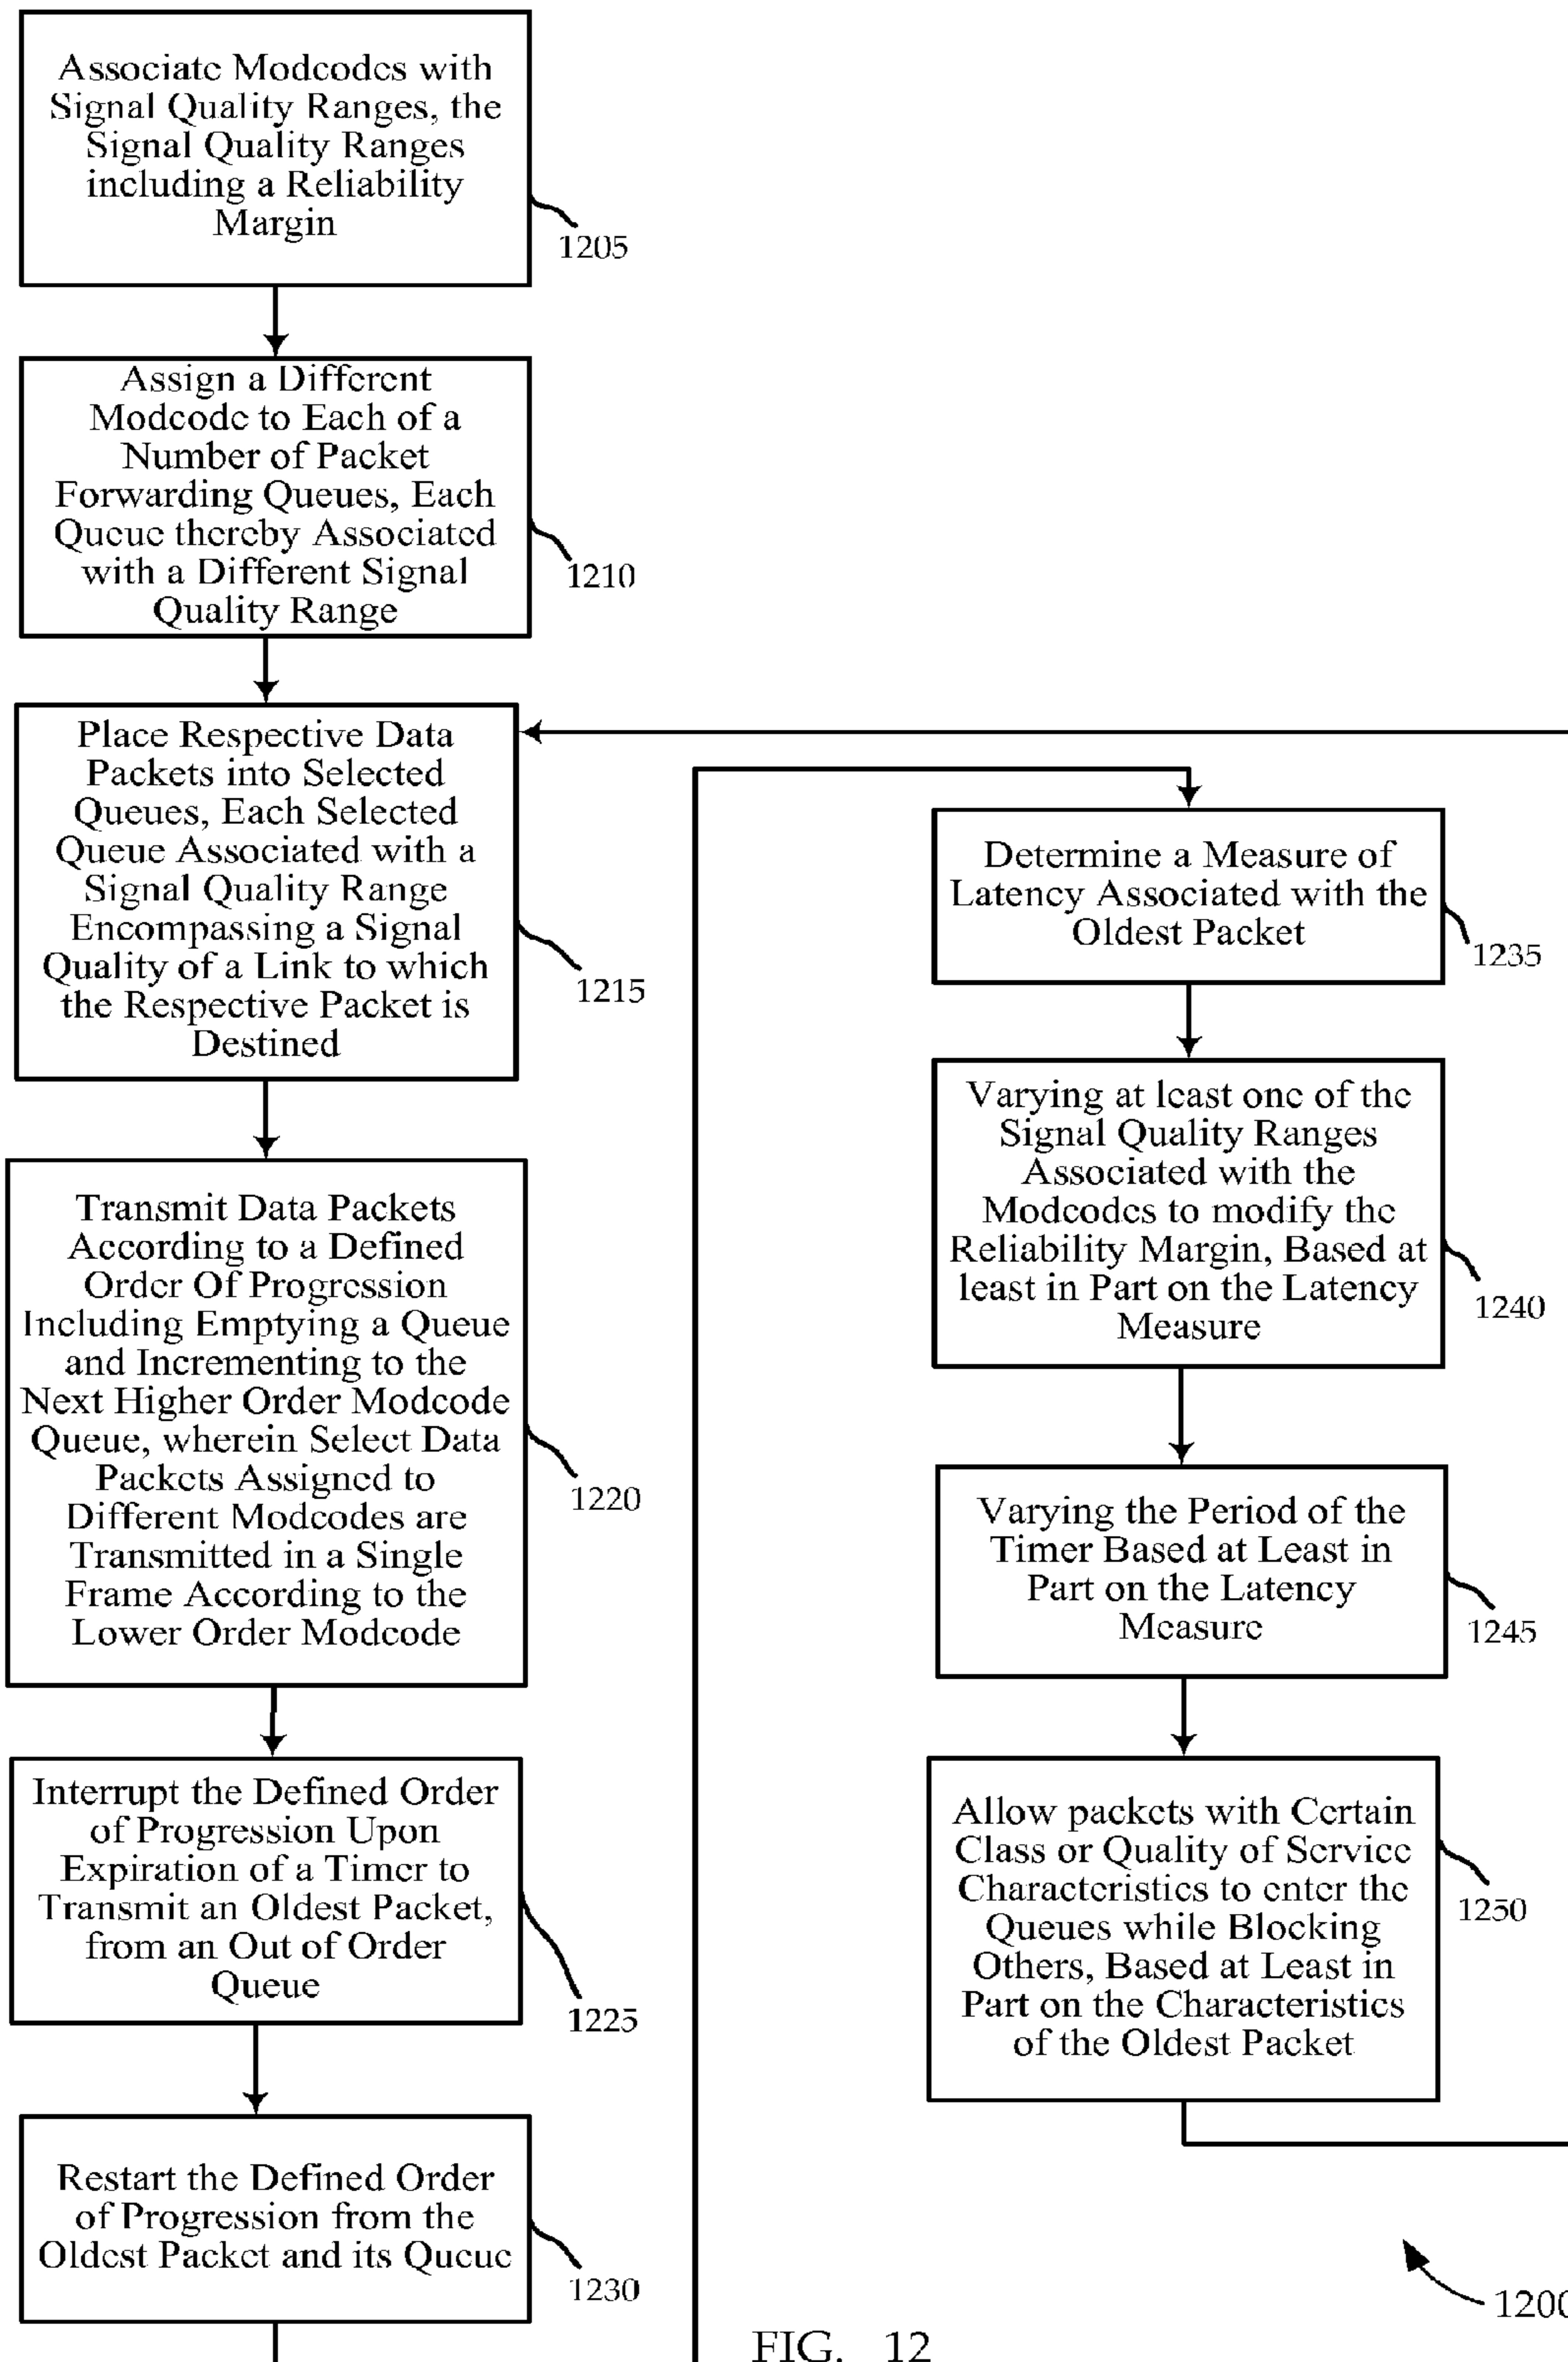 Associate Modcodes with
Signal Quality Ranges, the
Signal Quality Ranges
including a Reliability
Margin
1205
Assign a Different
Modcode to Each of a
Number of Packet
Forwarding Queues, Each
Queue thereby Associated
with a Different Signal
Quality Range
1210
Place Respective Data
Packets into Selected
Queues, Each Selected
Queue Associated with a
Signal Quality Range
Encompassing a Signal
Quality of a Link to which
the Respective Packet is
Destined
1215
Transmit Data Packets
According to a Defined
Order Of Progression
Including Emptying a Queue
and Incrementing to the
Next Higher Order Modcode
Queue, wherein Select Data
Packets Assigned to
Different Modcodes are
Transmitted in a Single
Frame According to the
Lower Order Modcode
1220
Interrupt the Defined Order
of Progression Upon
Expiration of a Timer to
Transmit an Oldest Packet,
from an Out of Order
Queue
1225
Restart the Defined Order
of Progression from the
Oldest Packet and its Queue
1230
Determine a Measure of
Latency Associated with the
Oldest Packet
1235
Varying at least one of the
Signal Quality Ranges
Associated with the
Modcodes to modify the
Reliability Margin, Based at
least in Part on the Latency
Measure
1240
Varying the Period of the
Timer Based at Least in
Part on the Latency
Measure
1245
Allow packets with Certain
Class or Quality of Service
Characteristics to enter the
Queues while Blocking
Others, Based at Least in
Part on the Characteristics
of the Oldest Packet
1250
1200
FIG. 12